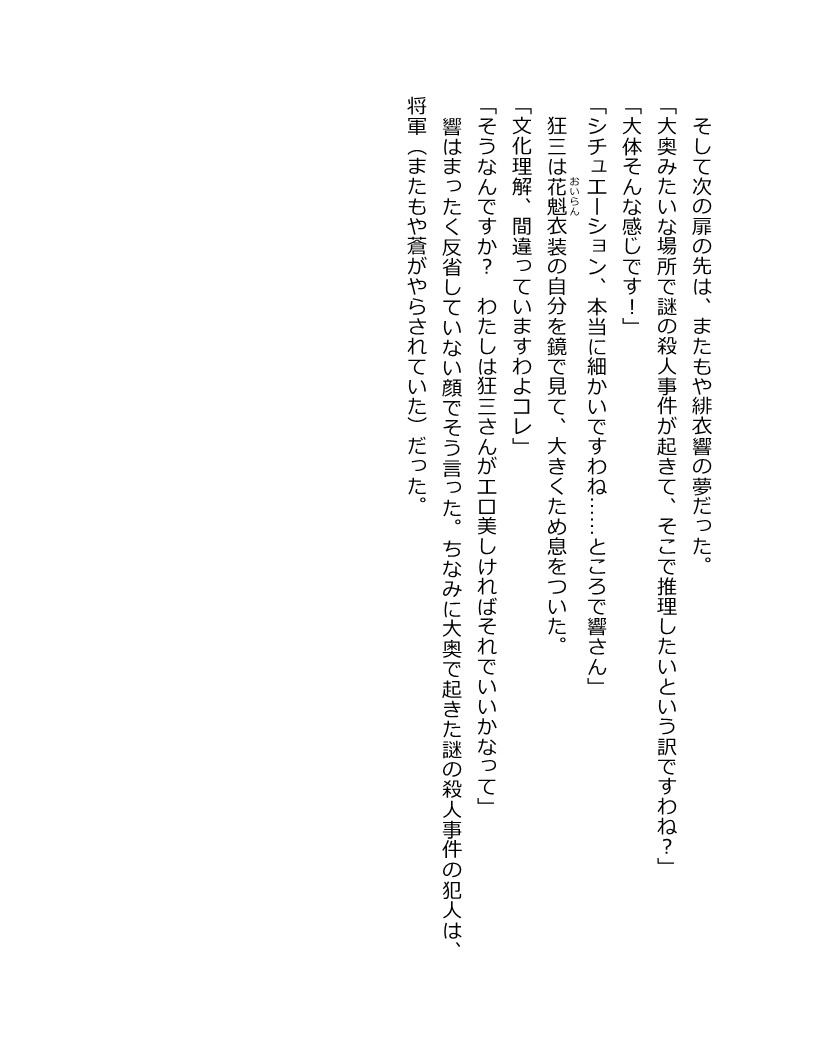 そして次の扉の先は、またもや緋衣響の夢だった。
「大奥みたいな場所で謎の殺人事件が起きて、そこで推理したいという訳ですわね？」
「大体そんな感じです！」
「シチュエーション、本当に細かいですわね……ところで響さん」
狂三は花魁衣装の自分を鏡で見て、大きくため息をついた。
おいらん
「文化理解、間違っていますわよコレ」
「そうなんですか？　わたしは狂三さんがエロ美しければそれでいいかなって」
響はまったく反省していない顔でそう言った。ちなみに大奥で起きた謎の殺人事件の犯人は、
将軍（またもや蒼がやらされていた）だった。